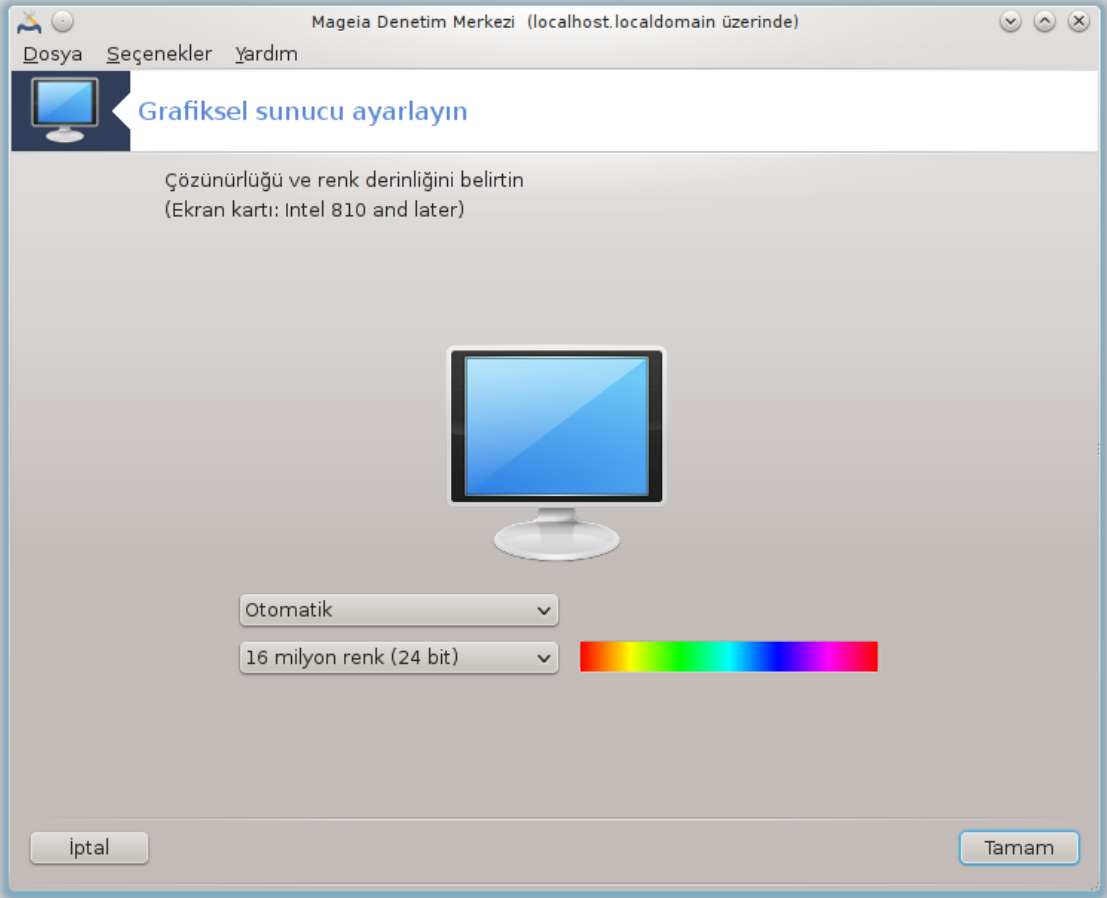 Mageia Denetim Merkezi (localhost.localdomain üzerinde)
Dosya Seçenekler Yardım
Grafiksel sunucu ayarlayın
Çözünürlüğü ve renk derinliğini belirtin
(Ekran kartı: Intel 810 and later)
Otomatik
16 milyon renk (24 bit)
İptal Tamam